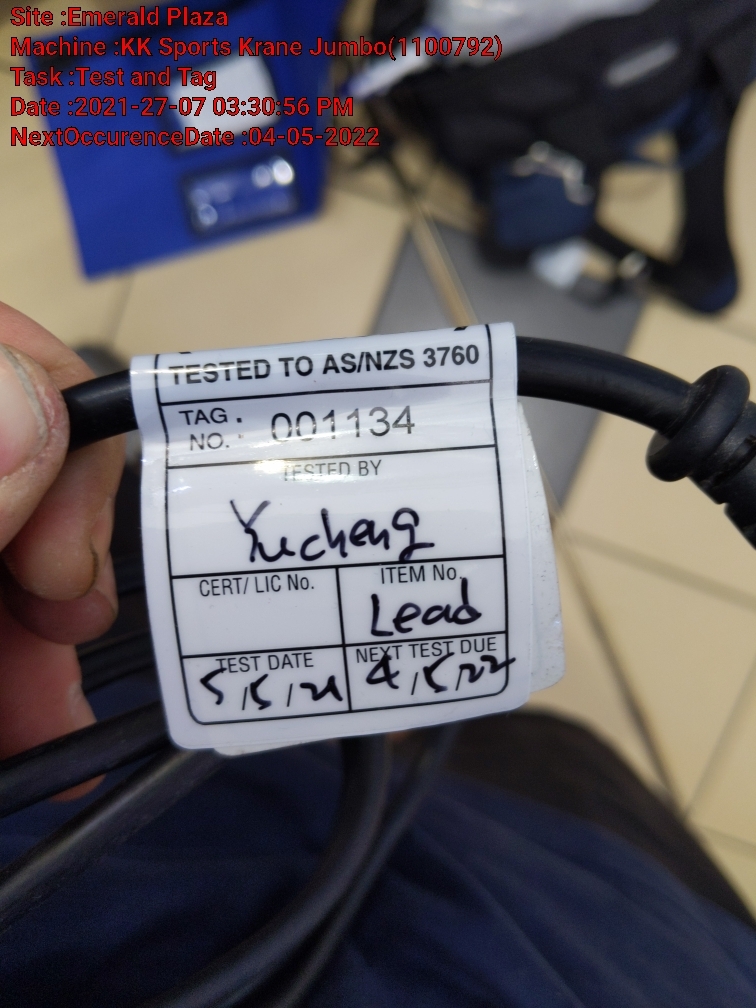 Site :Emerald Plaza
Machine :KK Sports Krane Jumbo(1100792)
Task :Test and Tag
Date :2021-27-07 03:30:56 PM
NextOccurenceDate :04-05-2022
TESTED TO AS/NZS 3760
TAG NO. 001134
TESTED BY
Yucheng
CERT/ LIC No. ITEM No.
Lead
TEST DATE NEXT TEST DUE
5/5/21 4/5/22